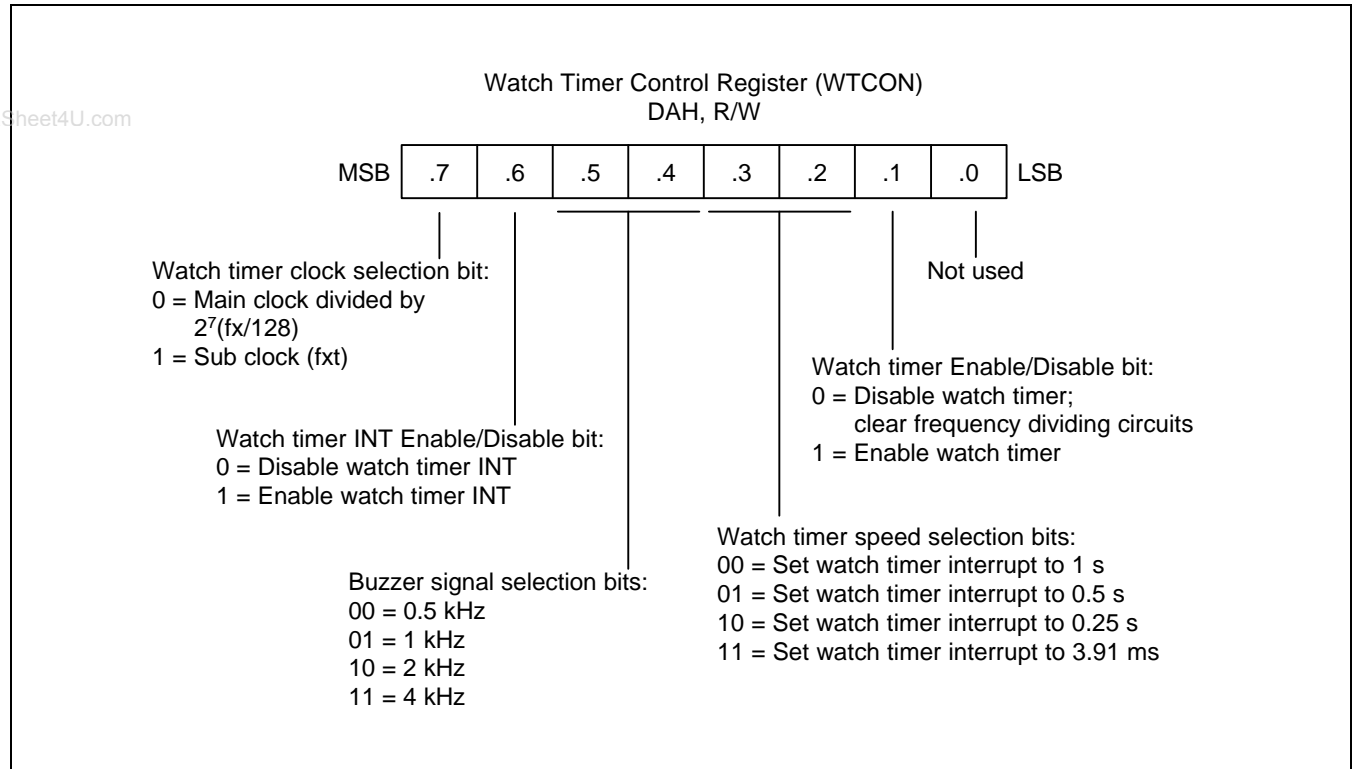 Watch Timer Control Register (WTCON)
DAH, R/W
Sheet4U.com
MSB .7 .6 .5 .4 .3 .2 .1 .0 LSB
Watch timer clock selection bit:
0 = Main clock divided by
2⁷(fx/128)
1 = Sub clock (fxt)
Not used
Watch timer Enable/Disable bit:
0 = Disable watch timer;
clear frequency dividing circuits
1 = Enable watch timer
Watch timer INT Enable/Disable bit:
0 = Disable watch timer INT
1 = Enable watch timer INT
Watch timer speed selection bits:
00 = Set watch timer interrupt to 1 s
01 = Set watch timer interrupt to 0.5 s
10 = Set watch timer interrupt to 0.25 s
11 = Set watch timer interrupt to 3.91 ms
Buzzer signal selection bits:
00 = 0.5 kHz
01 = 1 kHz
10 = 2 kHz
11 = 4 kHz